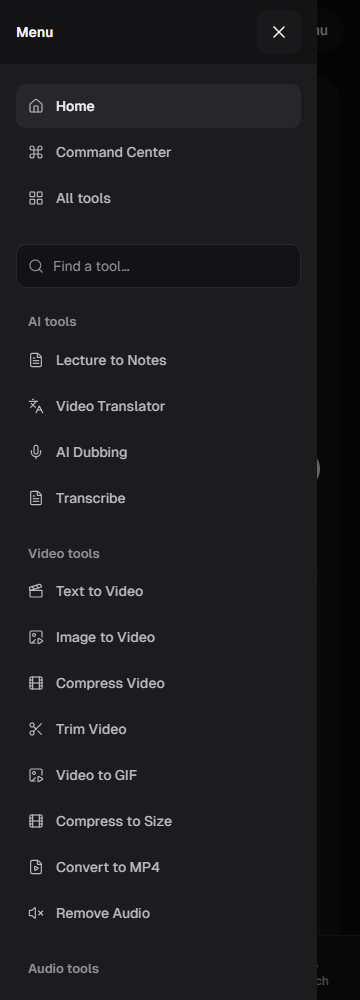 Menu
Home
Command Center
All tools
Find a tool...
AI tools
Lecture to Notes
Video Translator
AI Dubbing
Transcribe
Video tools
Text to Video
Image to Video
Compress Video
Trim Video
Video to GIF
Compress to Size
Convert to MP4
Remove Audio
Audio tools